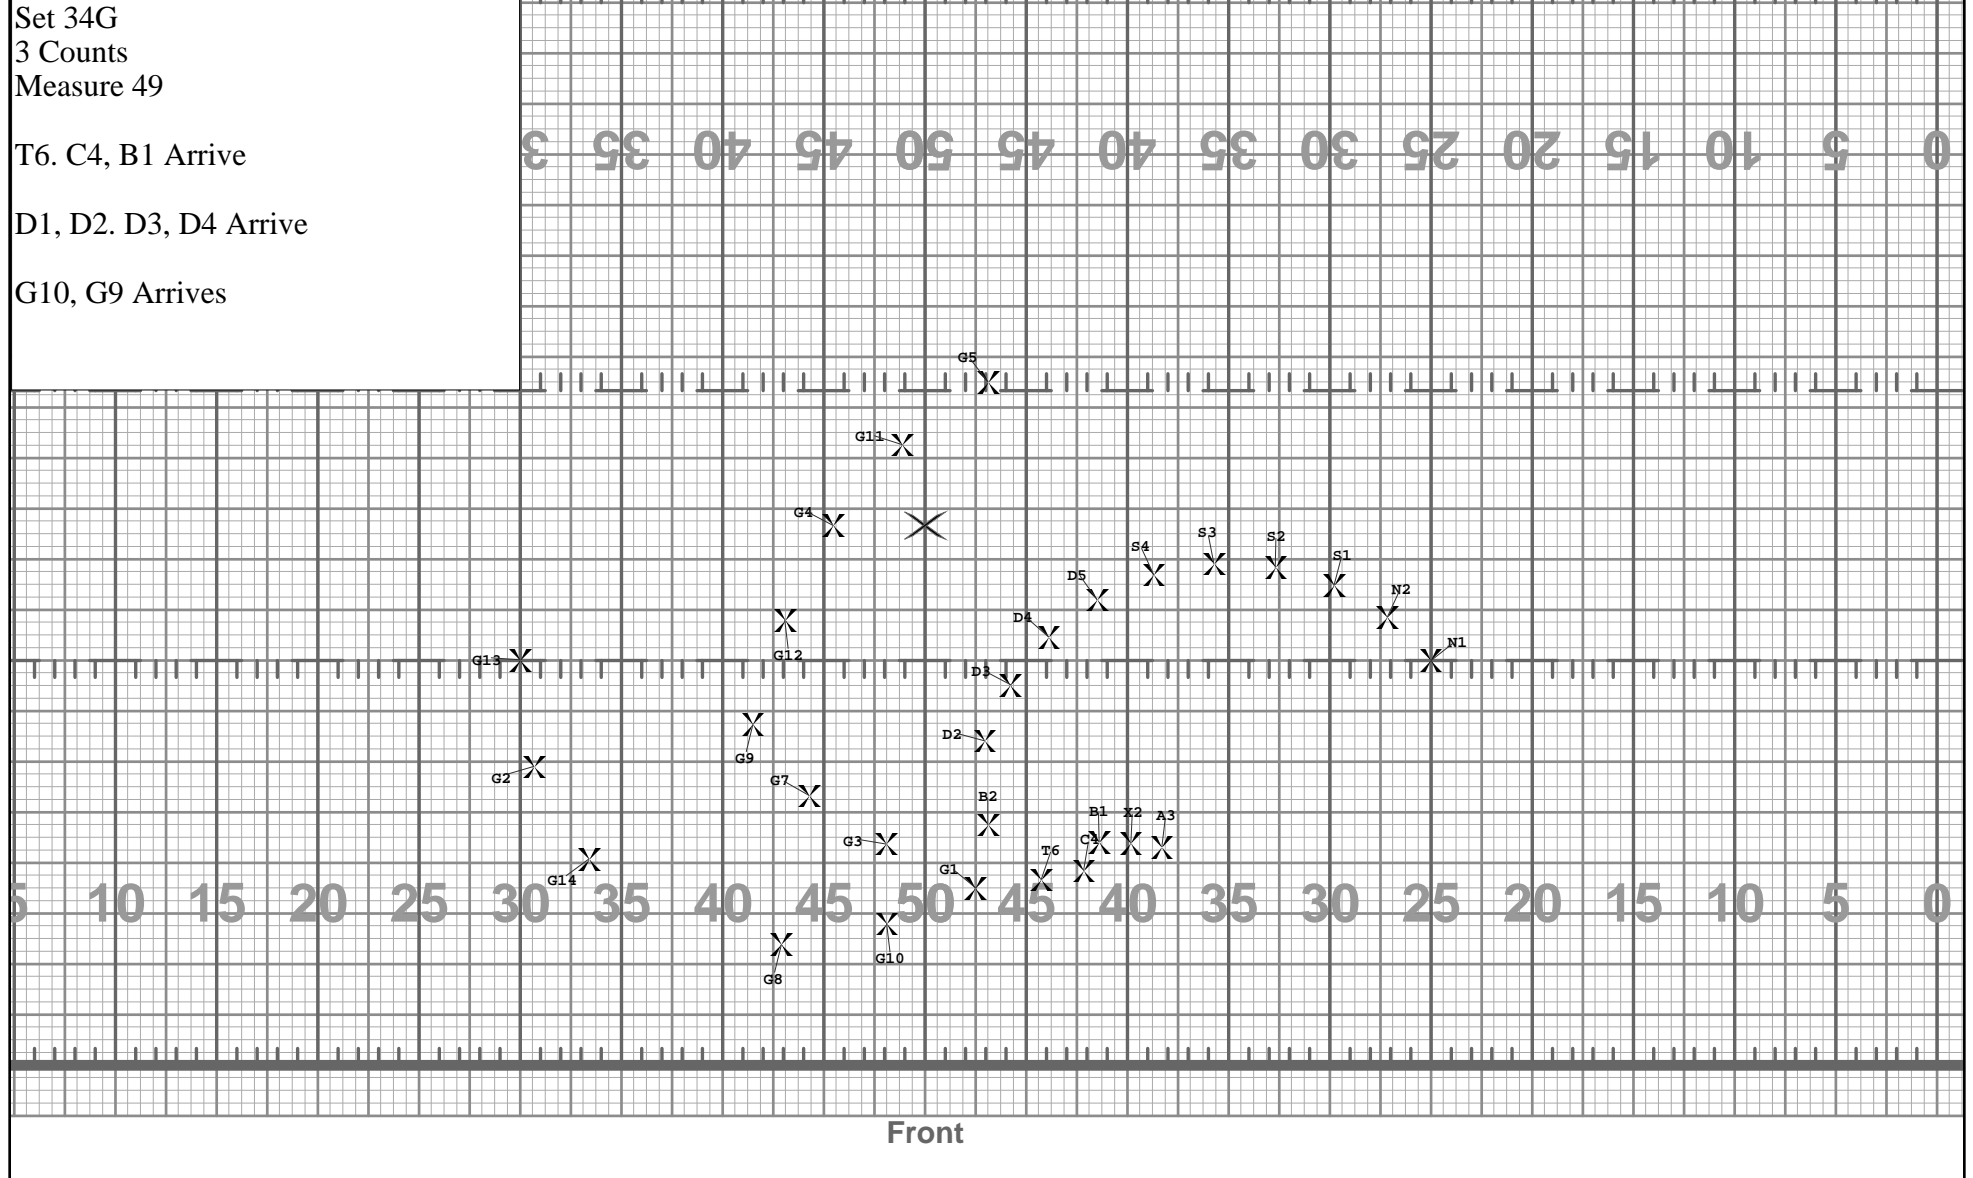 Set 34G
3 Counts
Measure 49
T6. C4, B1 Arrive
D1, D2. D3, D4 Arrive
G10, G9 Arrives
3 35 40 45 50 45 40 35 30 25 20 15 10 5 0
G5
G11
G4
S3
S2
S4
S1
D5
N2
D4
N1
G12
G13
D3
D2
G9
G2
G7
B2
B1 X2 A3
G3
C4
T6
G1
G14
5 10 15 20 25 30 35 40 45 50 45 40 35 30 25 20 15 10 5 0
G10
G8
Front